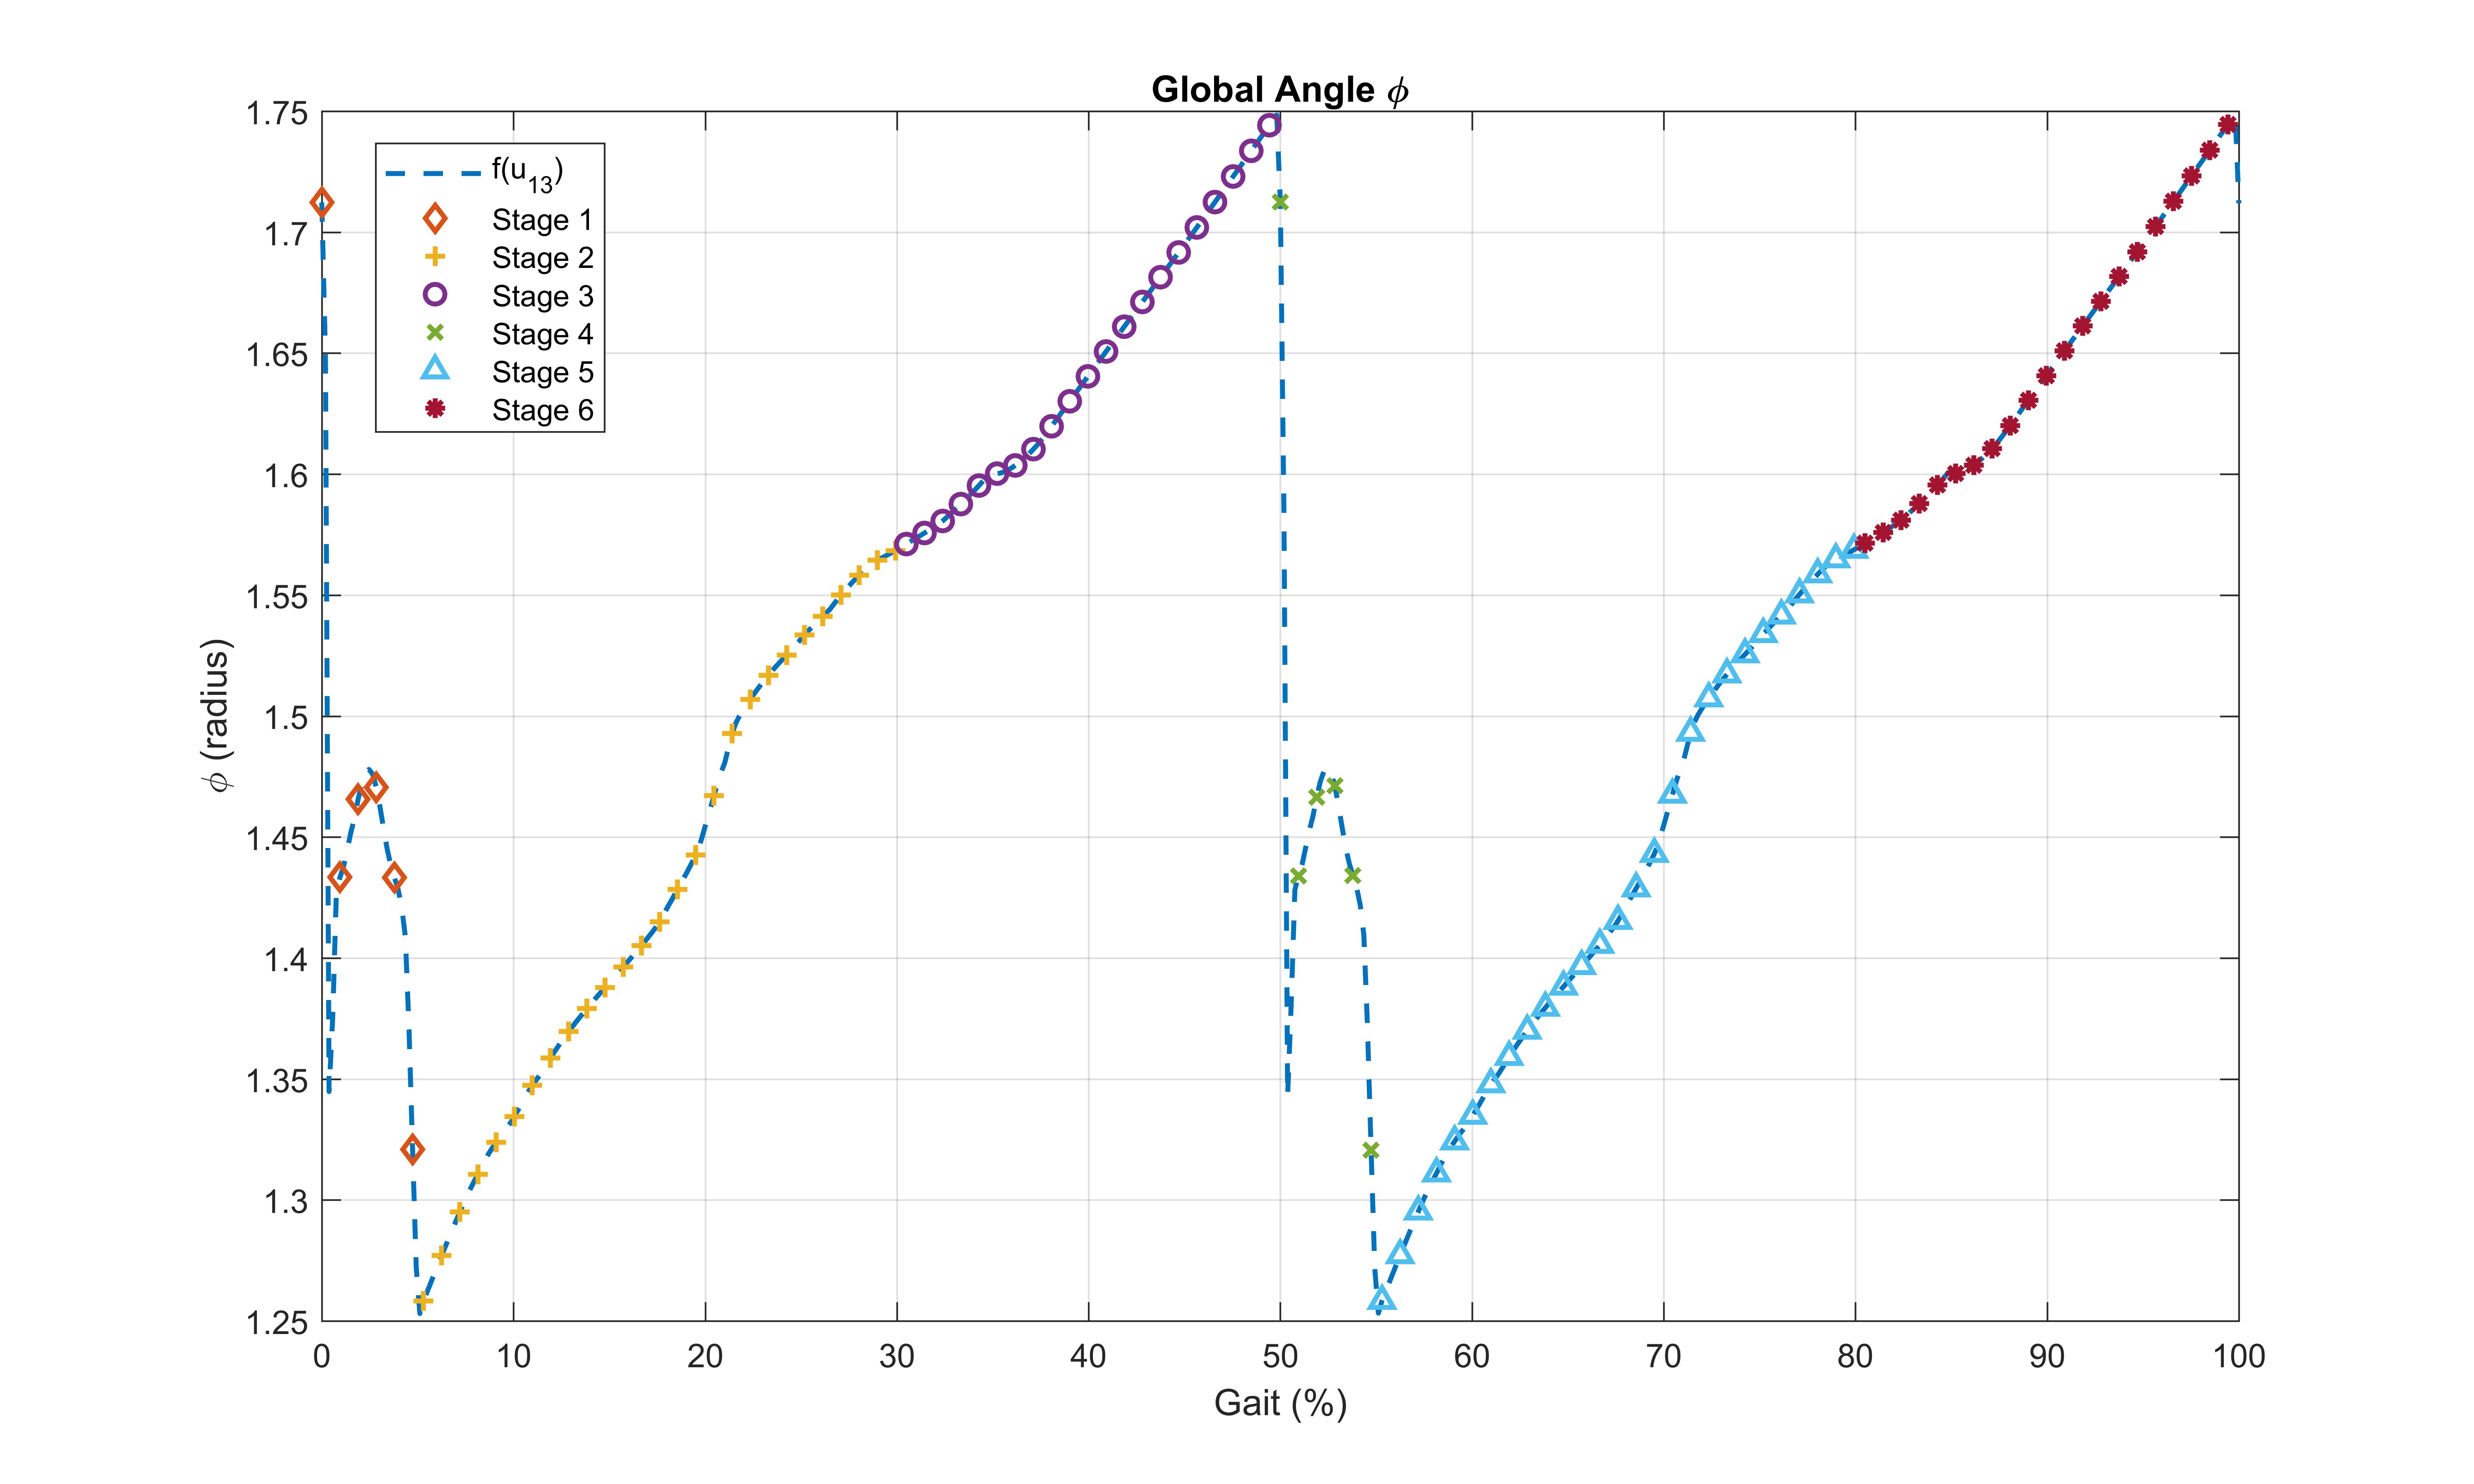 Global Angle ϕ
1.75
1.7
1.65
1.6
1.55
1.5
1.45
1.4
1.35
1.3
1.25
ϕ (radius)
f(u13)
Stage 1
Stage 2
Stage 3
Stage 4
Stage 5
Stage 6
0 10 20 30 40 50 60 70 80 90 100
Gait (%)